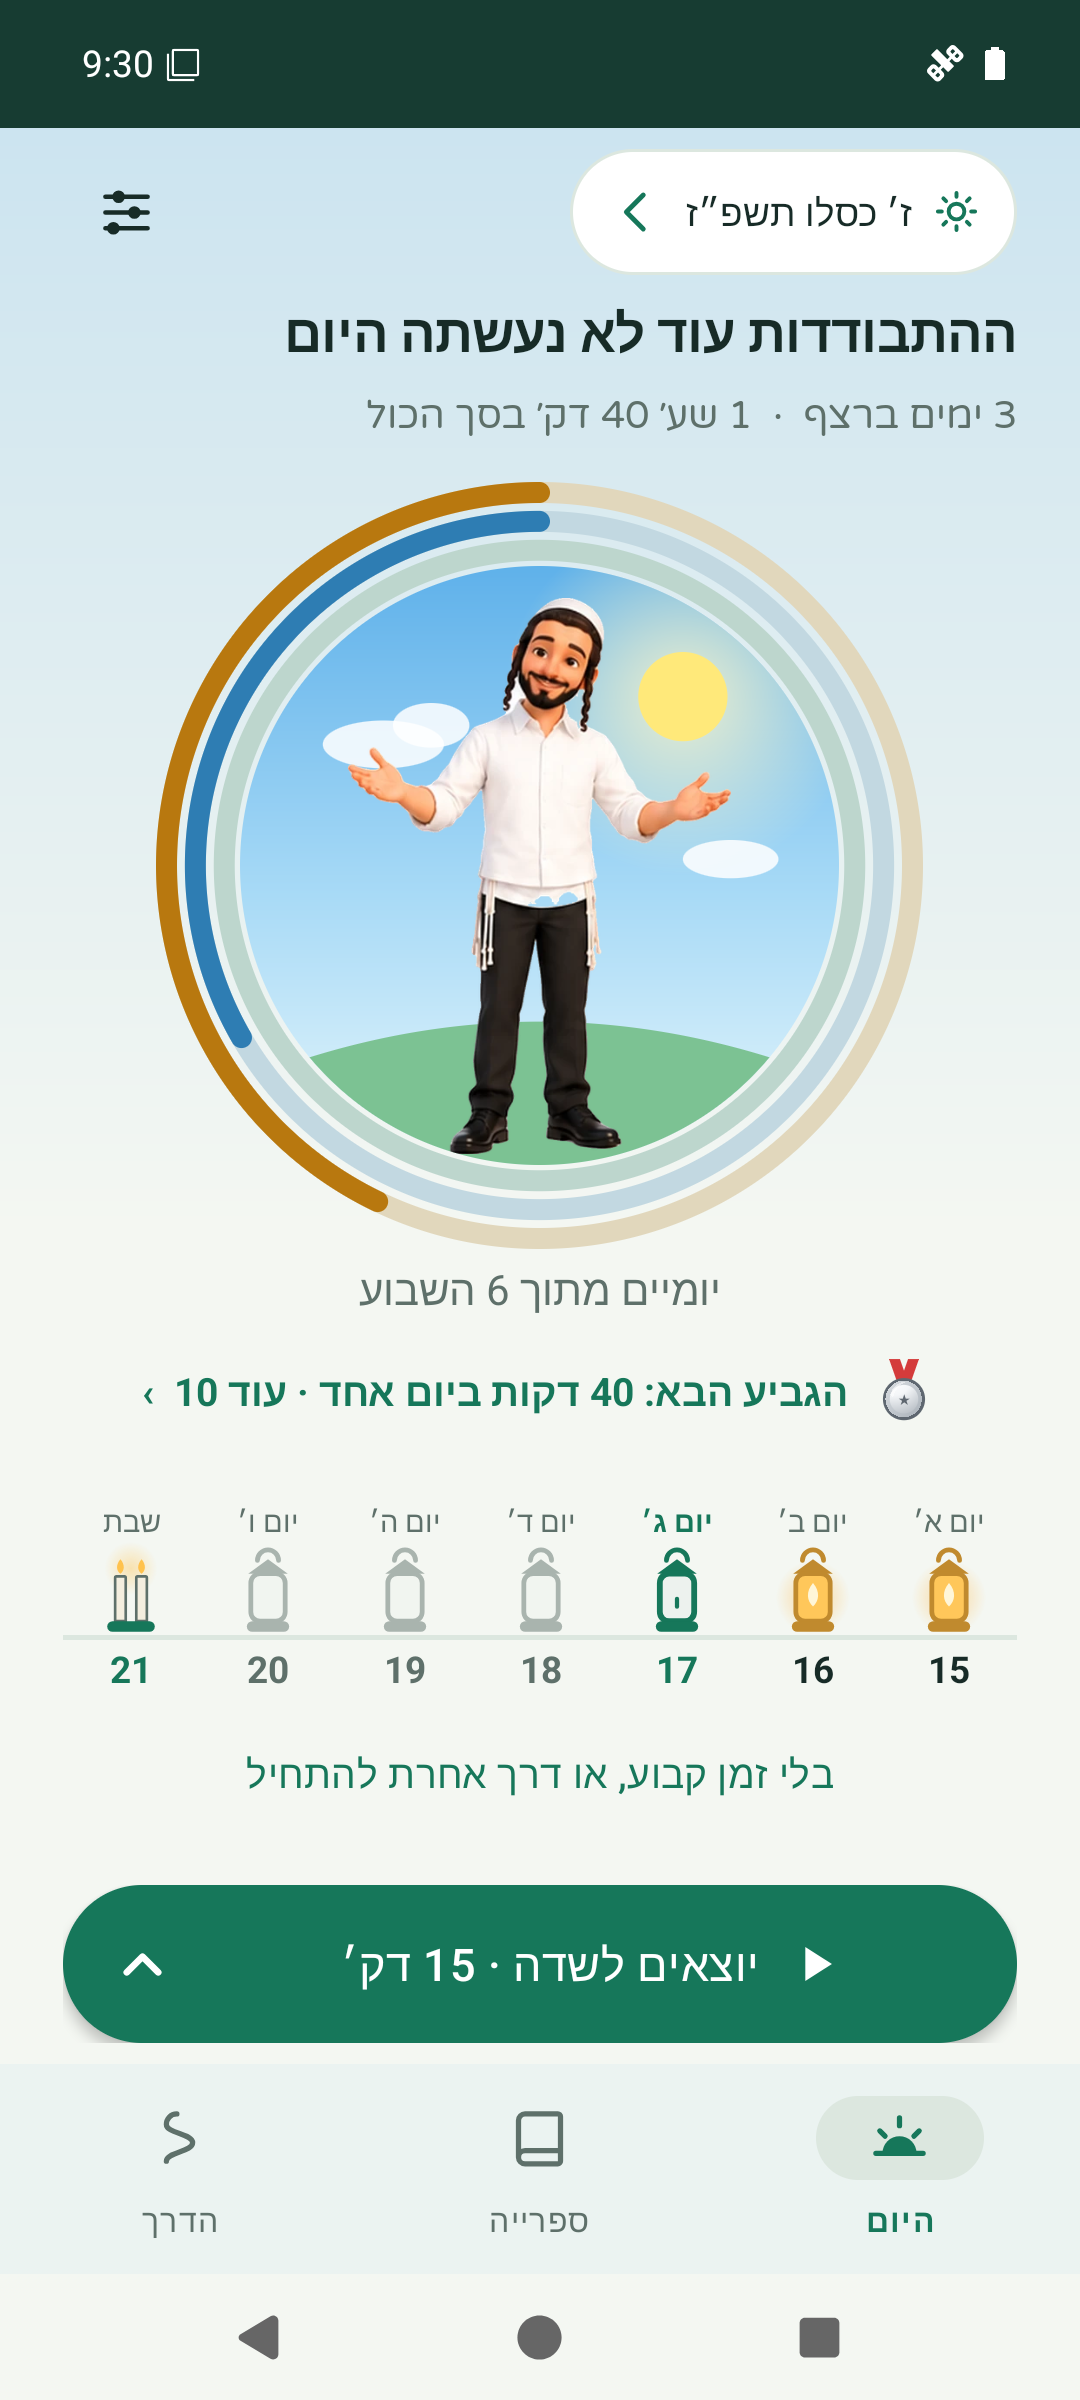 9:30
ז׳ כסלו תשפ״ז
ההתבודדות עוד לא נעשתה היום
3 ימים ברצף · 1 שע׳ 40 דק׳ בסך הכול
יומיים מתוך 6 השבוע
הגביע הבא: 40 דקות ביום אחד · עוד 10 ›
יום א׳ יום ב׳ יום ג׳ יום ד׳ יום ה׳ יום ו׳ שבת
15 16 17 18 19 20 21
בלי זמן קבוע, או דרך אחרת להתחיל
יוצאים לשדה · 15 דק׳
היום ספרייה הדרך